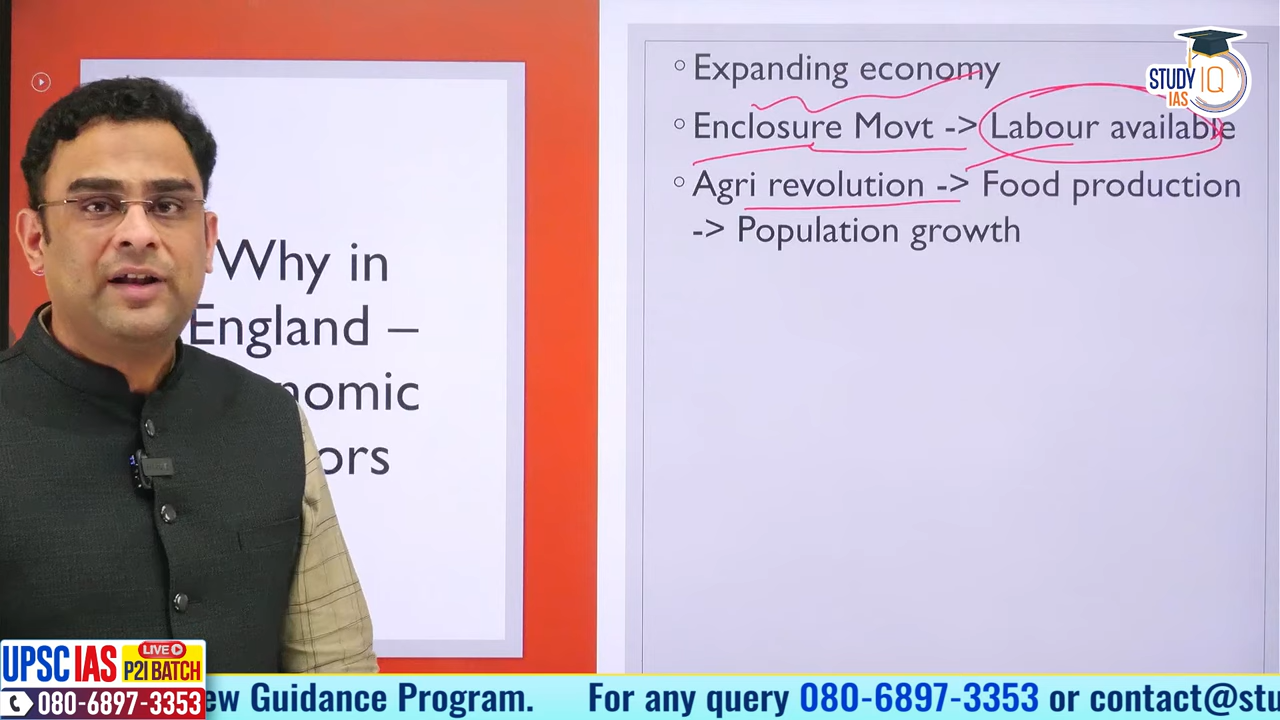 Why in
England –
nomic
ors
◦ Expanding economy
◦ Enclosure Movt -> Labour available
◦ Agri revolution -> Food production
-> Population growth
STUDY IQ
IAS
UPSC IAS
LIVE
P2I BATCH
080-6897-3353
ew Guidance Program. For any query 080-6897-3353 or contact@stu